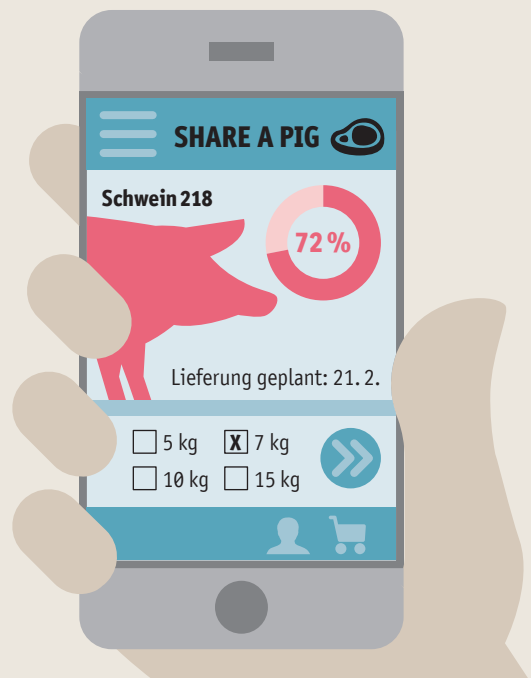 SHARE A PIG
Schwein 218
72 %
Lieferung geplant: 21. 2.
5 kg X 7 kg
10 kg 15 kg